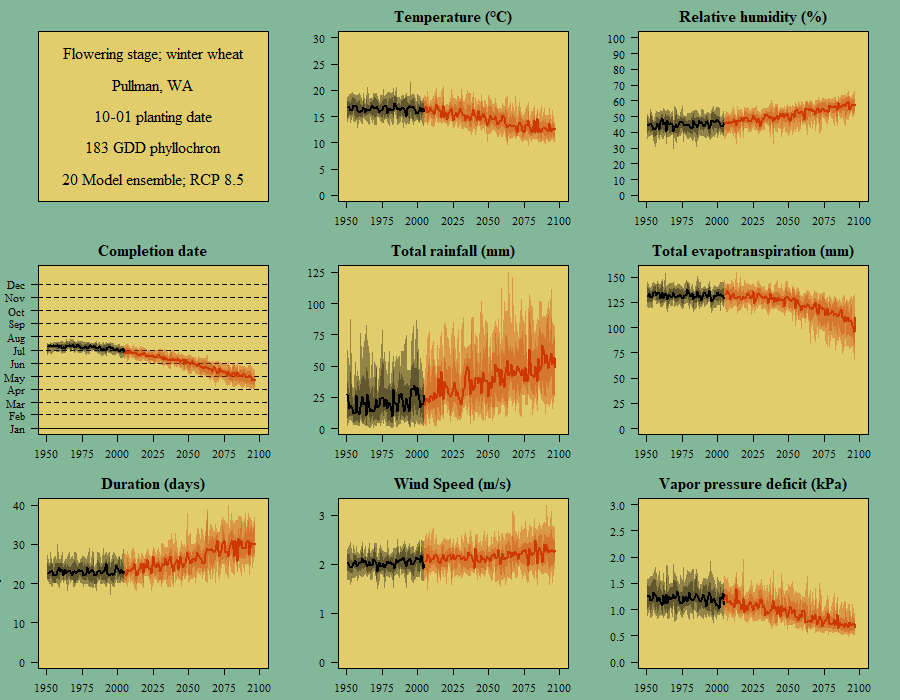 Flowering stage; winter wheat
Pullman, WA
10-01 planting date
183 GDD phyllochron
20 Model ensemble; RCP 8.5
Temperature (°C)
30
25
20
15
10
5
0
1950 1975 2000 2025 2050 2075 2100
Relative humidity (%)
100
90
80
70
60
50
40
30
20
10
0
1950 1975 2000 2025 2050 2075 2100
Completion date
Dec
Nov
Oct
Sep
Aug
Jul
Jun
May
Apr
Mar
Feb
Jan
1950 1975 2000 2025 2050 2075 2100
Total rainfall (mm)
125
100
75
50
25
0
1950 1975 2000 2025 2050 2075 2100
Total evapotranspiration (mm)
150
125
100
75
50
25
0
1950 1975 2000 2025 2050 2075 2100
Duration (days)
40
30
20
10
0
1950 1975 2000 2025 2050 2075 2100
Wind Speed (m/s)
3
2
1
0
1950 1975 2000 2025 2050 2075 2100
Vapor pressure deficit (kPa)
3.0
2.5
2.0
1.5
1.0
0.5
0.0
1950 1975 2000 2025 2050 2075 2100